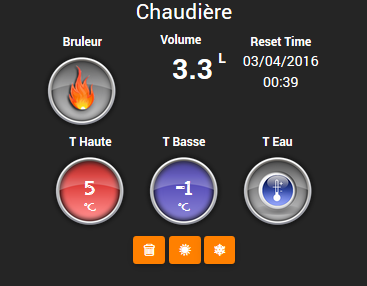 Chaudière
Bruleur
Volume
Reset Time
3.3 L
03/04/2016
00:39
T Haute
T Basse
T Eau
5
°C
-1
°C